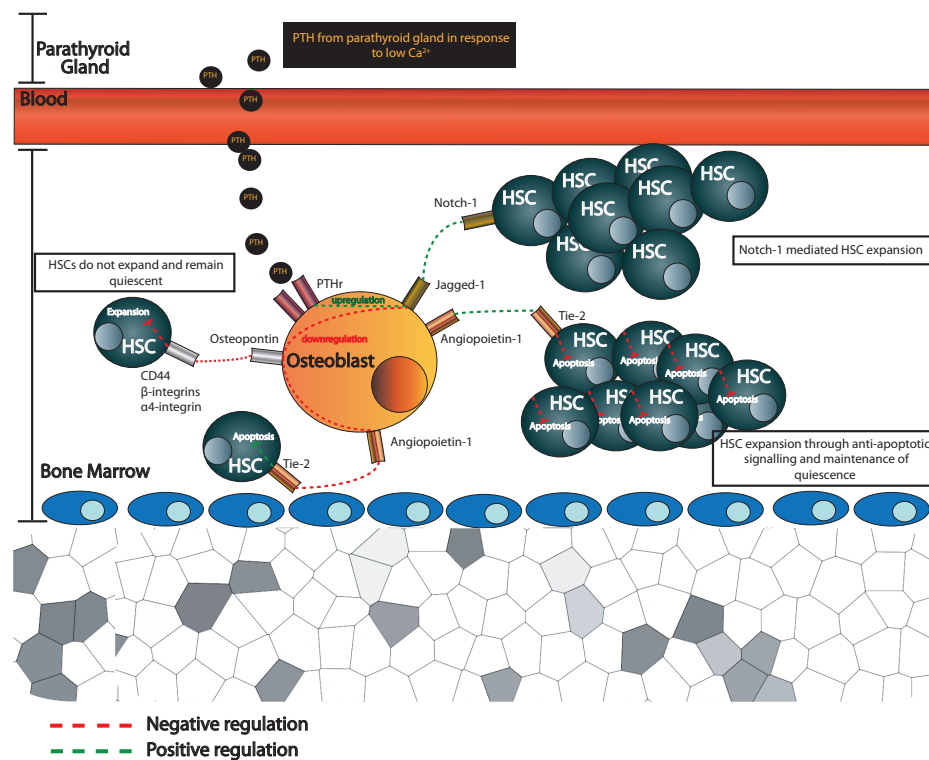 PTH from parathyroid gland in response
to low Ca²⁺
Parathyroid
Gland
PTH
PTH
Blood
PTH
PTH
PTH
PTH
PTH
PTH
HSC
HSC
HSC
HSC
HSC
HSC
HSC
HSC
HSC
Notch-1
Notch-1 mediated HSC expansion
HSCs do not expand and remain
quiescent
PTHr
Jagged-1
upregulation
Expansion
HSC
Osteopontin
downregulation
Osteoblast
Angiopoietin-1
Tie-2
CD44
β-integrins
α4-integrin
HSC
Apoptosis
HSC
Apoptosis
HSC
Apoptosis
HSC
Apoptosis
HSC
Apoptosis
HSC
Apoptosis
HSC
Apoptosis
Apoptosis
HSC
Tie-2
Angiopoietin-1
HSC expansion through anti-apoptotic
signalling and maintenance of
quiescence
Bone Marrow
Negative regulation
Positive regulation